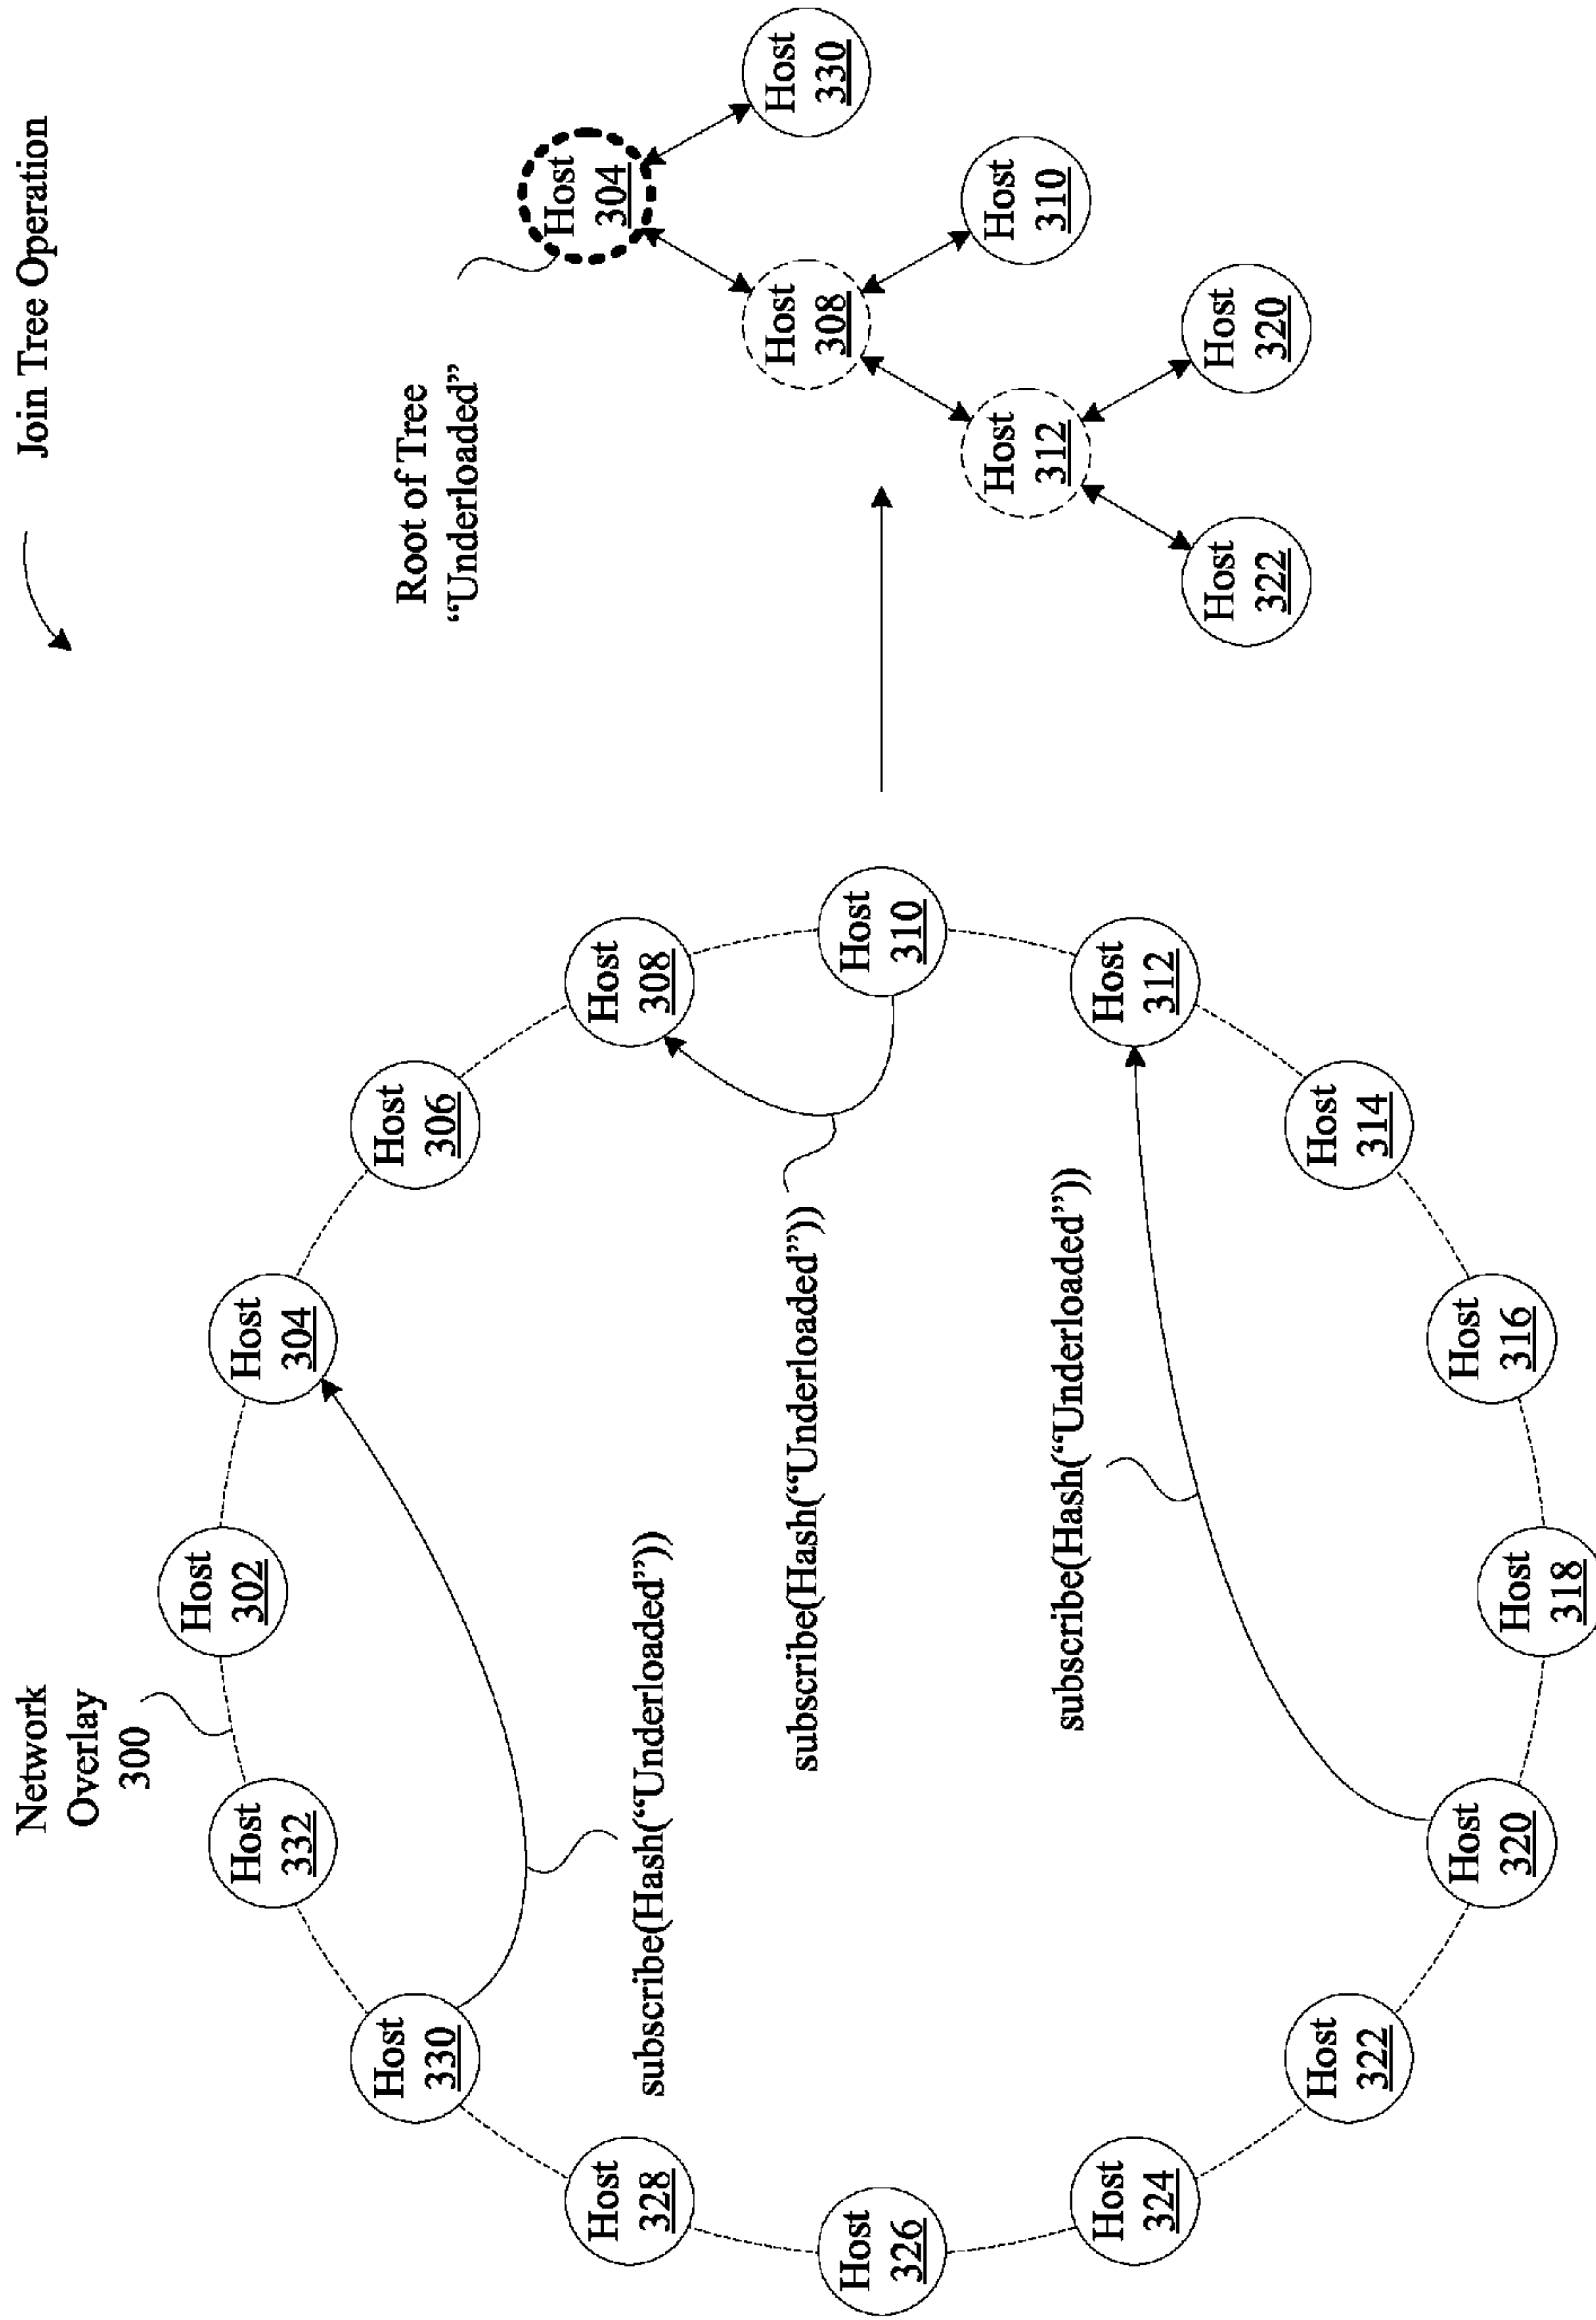 Join Tree Operation
Network
Overlay
300
Host
302
Host
304
Host
306
Host
308
Host
310
Host
312
Host
314
Host
316
Host
318
Host
320
Host
322
Host
324
Host
326
Host
328
Host
330
Host
332
subscribe(Hash(“Underloaded”))
subscribe(Hash(“Underloaded”))
subscribe(Hash(“Underloaded”))
Root of Tree
“Underloaded”
Host
304
Host
330
Host
308
Host
310
Host
312
Host
320
Host
322